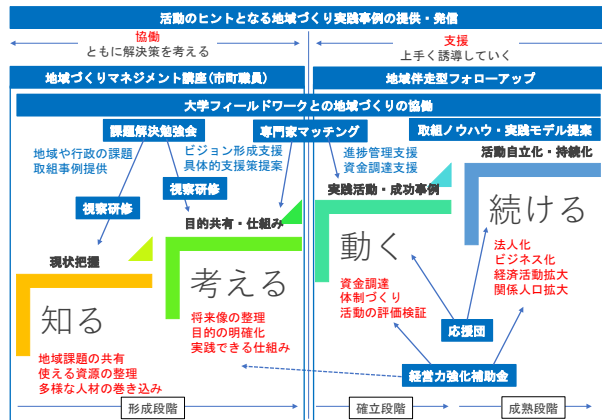 活動のヒントとなる地域づくり実践事例の提供・発信
協働
ともに解決策を考える
支援
上手く誘導していく
地域づくりマネジメント講座(市町職員)
地域伴走型フォローアップ
大学フィールドワークとの地域づくりの協働
課題解決勉強会
専門家マッチング
取組ノウハウ・実践モデル提案
地域や行政の課題
取組事例提供
ビジョン形成支援
具体的支援策提案
進捗管理支援
資金調達支援
活動自立化・持続化
視察研修
視察研修
実践活動・成功事例
目的共有・仕組み
現状把握
知る
考える
動く
続ける
地域課題の共有
使える資源の整理
多様な人材の巻き込み
将来像の整理
目的の明確化
実践できる仕組み
資金調達
体制づくり
活動の評価検証
法人化
ビジネス化
経済活動拡大
関係人口拡大
応援団
経営力強化補助金
形成段階
確立段階
成熟段階